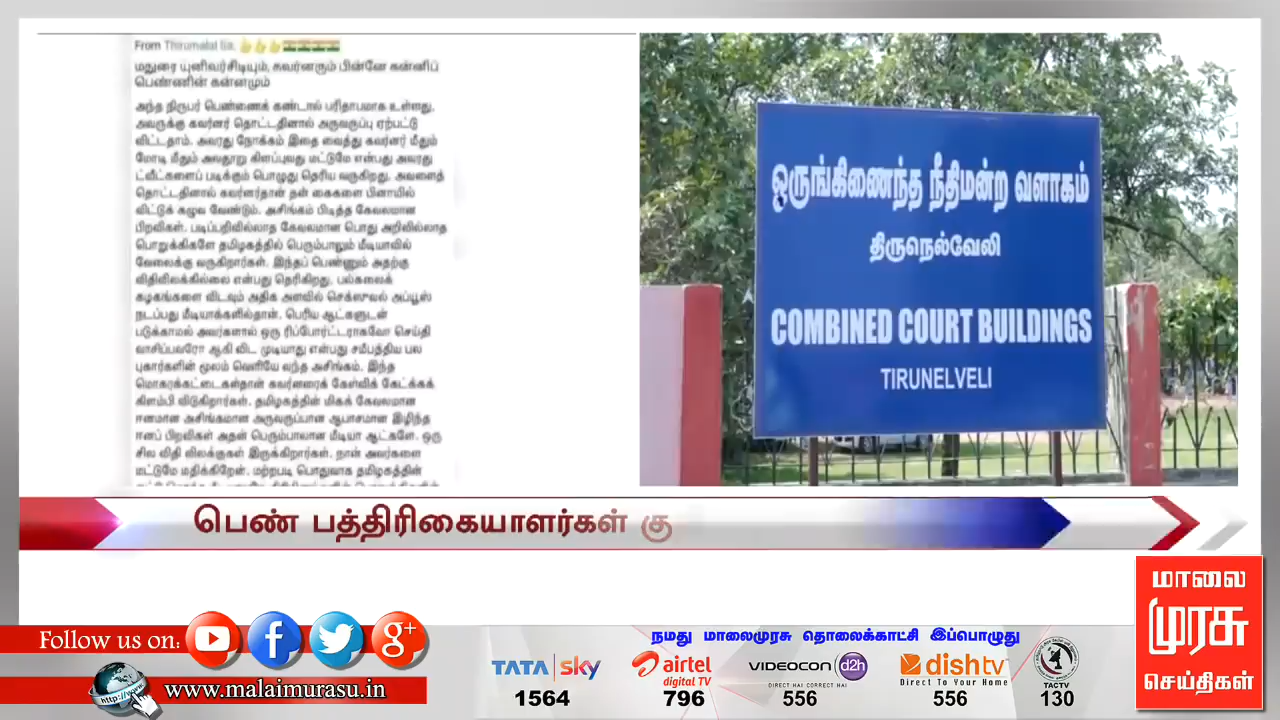 From Thirumalai Sa.
மதுரை யுனிவர்சிடியும், கவர்னரும் பின்னே கன்னிப்
பெண்ணின் கன்னமும்
அந்த நிருபர் பெண்ணைக் கண்டால் பரிதாபமாக உள்ளது.
அவருக்கு கவர்னர் தொட்டதினால் அருவருப்பு ஏற்பட்டு
விட்டதாம். அவரது நோக்கம் இதை வைத்து கவர்னர் மீதும்
மோடி மீதும் அவதூறு கிளப்புவது மட்டுமே என்பது அவரது
ட்வீட்களைப் படிக்கும் பொழுது தெரிய வருகிறது. அவளைத்
தொட்டதினால் கவர்னர்தான் தன் கைகளை பினாயில்
விட்டுக் கழுவ வேண்டும். அசிங்கம் பிடித்த கேவலமான
பிறவிகள். படிப்பறிவில்லாத கேவலமான பொது அறிவில்லாத
பொறுக்கிகளே தமிழகத்தில் பெரும்பாலும் மீடியாவில்
வேலைக்கு வருகிறார்கள். இந்தப் பெண்ணும் அதற்கு
விதிவிலக்கில்லை என்பது தெரிகிறது. பல்கலைக்
கழகங்களை விடவும் அதிக அளவில் செக்ஸுவல் அப்யூஸ்
நடப்பது மீடியாக்களில்தான். பெரிய ஆட்களுடன்
படுக்காமல் அவர்களால் ஒரு ரிப்போர்ட்டராகவோ செய்தி
வாசிப்பவரோ ஆகி விட முடியாது என்பது சமீபத்திய பல
புகார்களின் மூலம் வெளியே வந்த அசிங்கம். இந்த
மொகரக்கட்டைகள்தான் கவர்னரைக் கேள்விக் கேட்க்கக்
கிளம்பி விடுகிறார்கள். தமிழகத்தின் மிகக் கேவலமான
ஈனமான அசிங்கமான அருவருப்பான ஆபாசமான இழிந்த
ஈனப் பிறவிகள் அதன் பெரும்பாலான மீடியா ஆட்களே. ஒரு
சில விதி விலக்குகள் இருக்கிறார்கள். நான் அவர்களை
மட்டுமே மதிக்கிறேன். மற்றபடி பொதுவாக தமிழகத்தின்
ஒருங்கிணைந்த நீதிமன்ற வளாகம்
திருநெல்வேலி
COMBINED COURT BUILDINGS
TIRUNELVELI
பெண் பத்திரிகையாளர்கள் கு
Follow us on:
http://www
www.malaimurasu.in
நமது மாலைமுரசு தொலைக்காட்சி இப்பொழுது
TATA sky
1564
airtel
digital TV
796
VIDEOCON d2h
DIRECT HAI CORRECT HAI
556
dishtv
Direct To Your Home
556
TACTV
130
மாலை
முரசு
செய்திகள்